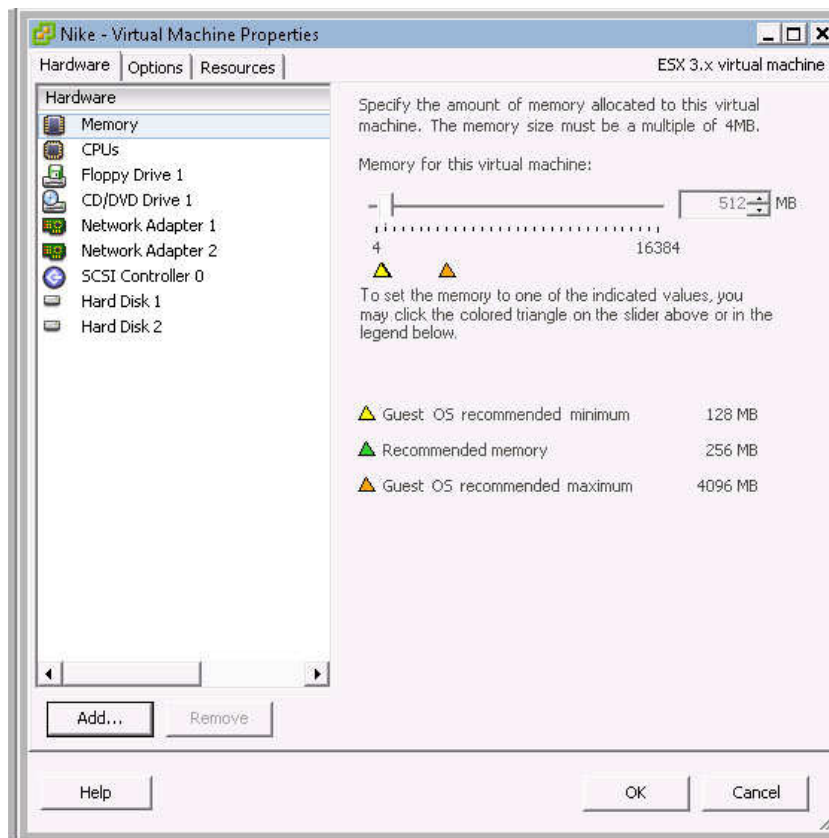 Nike - Virtual Machine Properties
Hardware Options Resources
ESX 3.x virtual machine
Hardware
Memory
CPUs
Floppy Drive 1
CD/DVD Drive 1
Network Adapter 1
Network Adapter 2
SCSI Controller 0
Hard Disk 1
Hard Disk 2
Add...
Remove
Specify the amount of memory allocated to this virtual
machine. The memory size must be a multiple of 4MB.
Memory for this virtual machine:
512 MB
4 16384
To set the memory to one of the indicated values, you
may click the colored triangle on the slider above or in the
legend below.
Guest OS recommended minimum 128 MB
Recommended memory 256 MB
Guest OS recommended maximum 4096 MB
Help
OK
Cancel